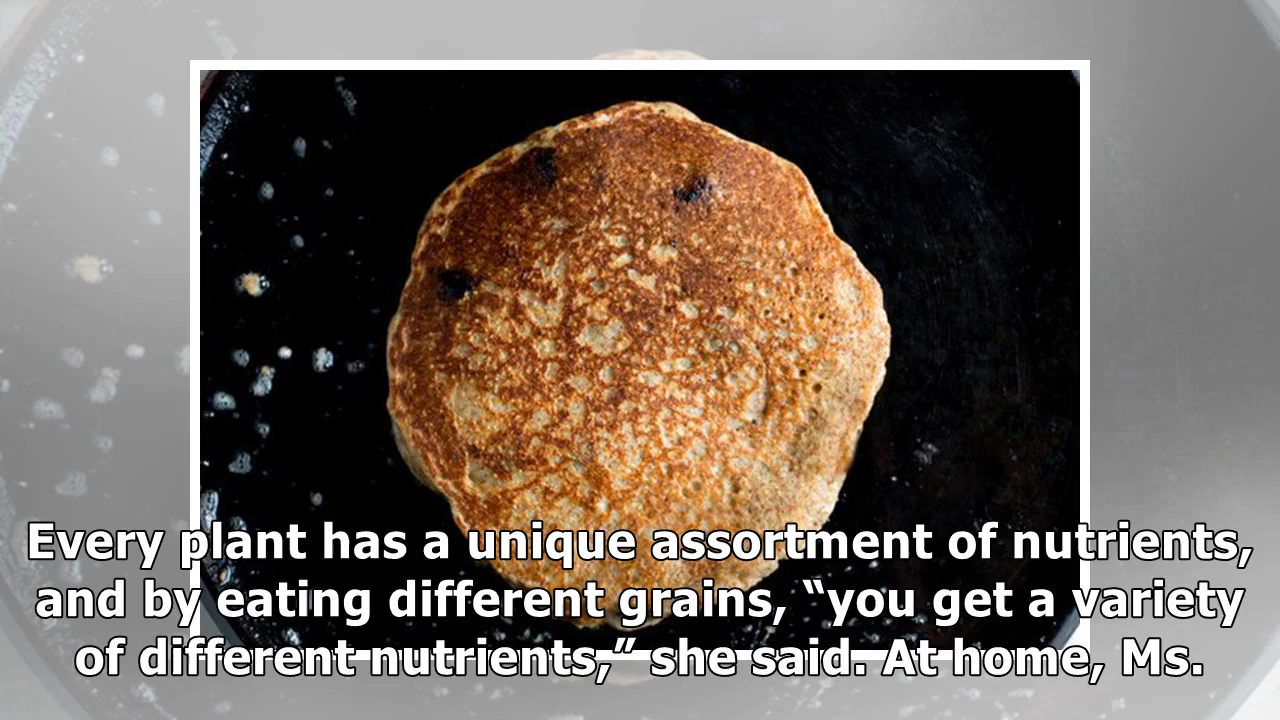 Every plant has a unique assortment of nutrients,
and by eating different grains, “you get a variety
of different nutrients,” she said. At home, Ms.